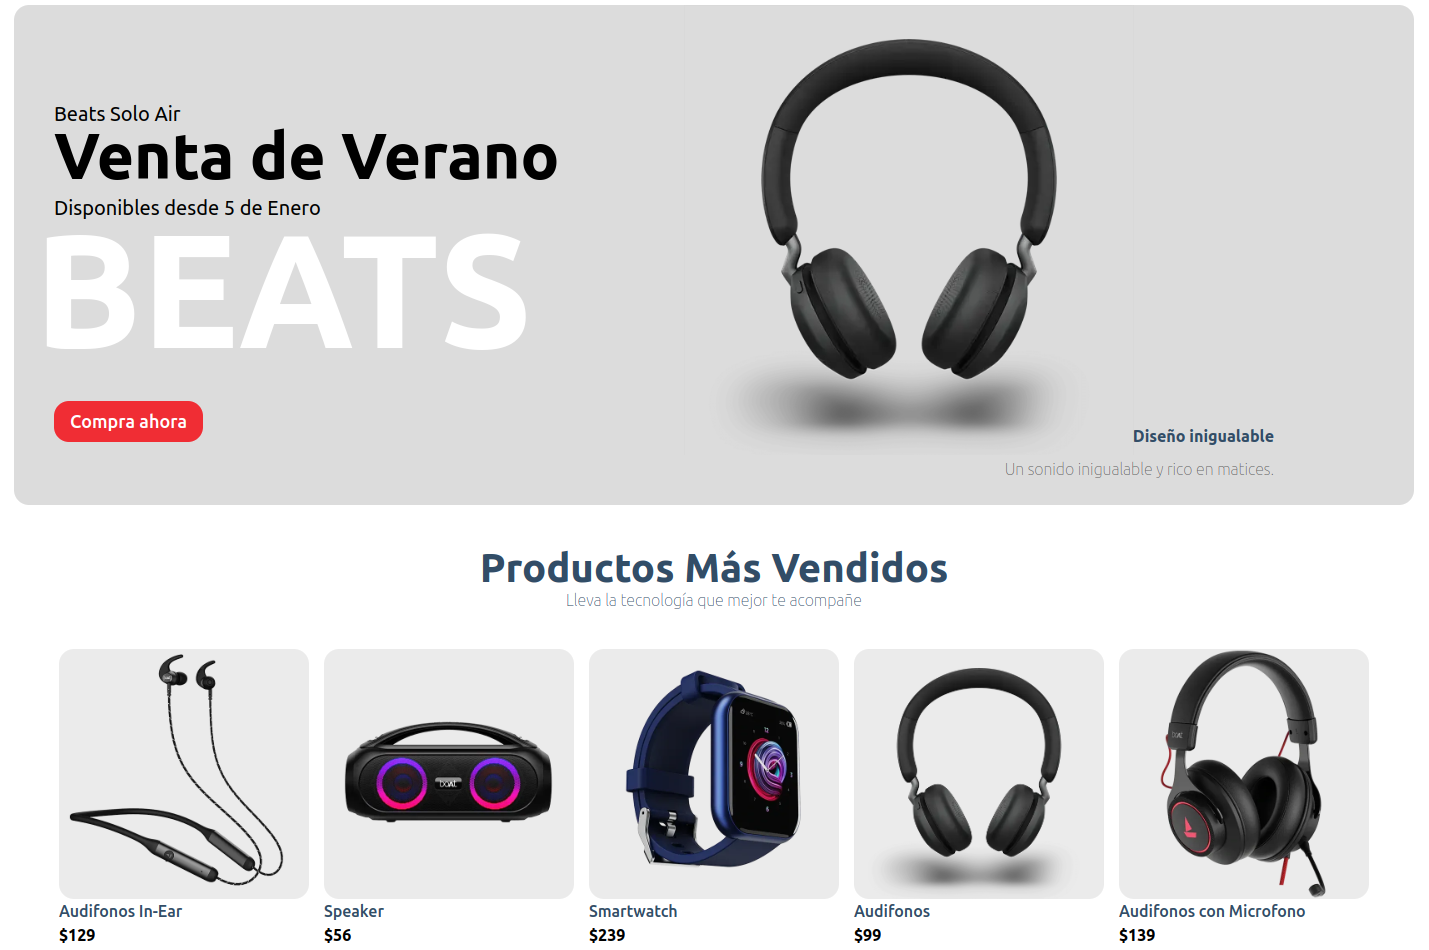 Beats Solo Air
Venta de Verano
Disponibles desde 5 de Enero
BEATS
Compra ahora
Diseño inigualable
Un sonido inigualable y rico en matices.
Productos Más Vendidos
Lleva la tecnología que mejor te acompañe
Audifonos In-Ear
$129
Speaker
$56
Smartwatch
$239
Audifonos
$99
Audifonos con Microfono
$139